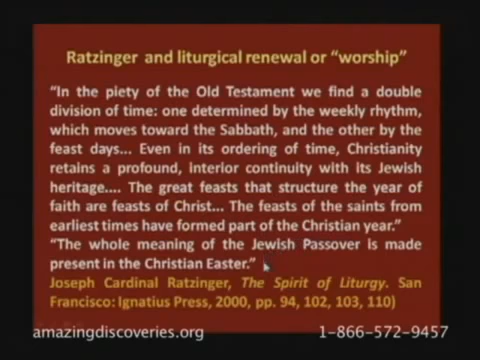 Ratzinger and liturgical renewal or “worship”
“In the piety of the Old Testament we find a double
division of time: one determined by the weekly rhythm,
which moves toward the Sabbath, and the other by the
feast days... Even in its ordering of time, Christianity
retains a profound, interior continuity with its Jewish
heritage.... The great feasts that structure the year of
faith are feasts of Christ... The feasts of the saints from
earliest times have formed part of the Christian year.”
“The whole meaning of the Jewish Passover is made
present in the Christian Easter.”
Joseph Cardinal Ratzinger, The Spirit of Liturgy. San
Francisco: Ignatius Press, 2000, pp. 94, 102, 103, 110)
amazingdiscoveries.org 1-866-572-9457